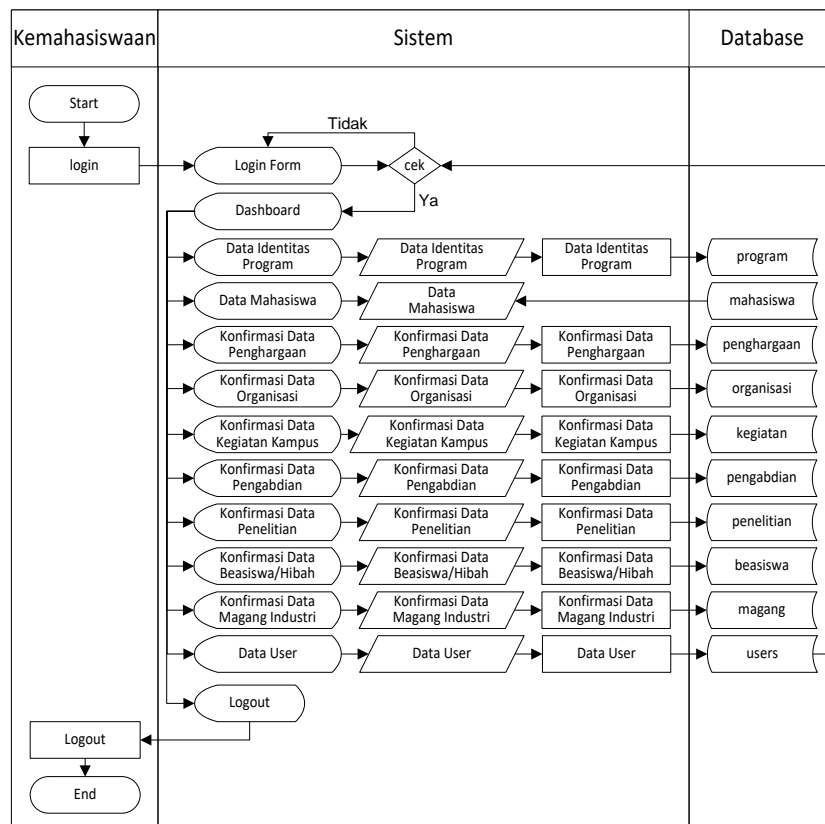 Kemahasiswaan
Sistem
Database
Start
Tidak
login
Login Form
cek
Ya
Dashboard
Data Identitas
Program
Data Identitas
Program
Data Identitas
Program
program
Data Mahasiswa
Data
Mahasiswa
mahasiswa
Konfirmasi Data
Penghargaan
Konfirmasi Data
Penghargaan
Konfirmasi Data
Penghargaan
penghargaan
Konfirmasi Data
Organisasi
Konfirmasi Data
Organisasi
Konfirmasi Data
Organisasi
organisasi
Konfirmasi Data
Kegiatan Kampus
Konfirmasi Data
Kegiatan Kampus
Konfirmasi Data
Kegiatan Kampus
kegiatan
Konfirmasi Data
Pengabdian
Konfirmasi Data
Pengabdian
Konfirmasi Data
Pengabdian
pengabdian
Konfirmasi Data
Penelitian
Konfirmasi Data
Penelitian
Konfirmasi Data
Penelitian
penelitian
Konfirmasi Data
Beasiswa/Hibah
Konfirmasi Data
Beasiswa/Hibah
Konfirmasi Data
Beasiswa/Hibah
beasiswa
Konfirmasi Data
Magang Industri
Konfirmasi Data
Magang Industri
Konfirmasi Data
Magang Industri
magang
Data User
Data User
Data User
users
Logout
Logout
End